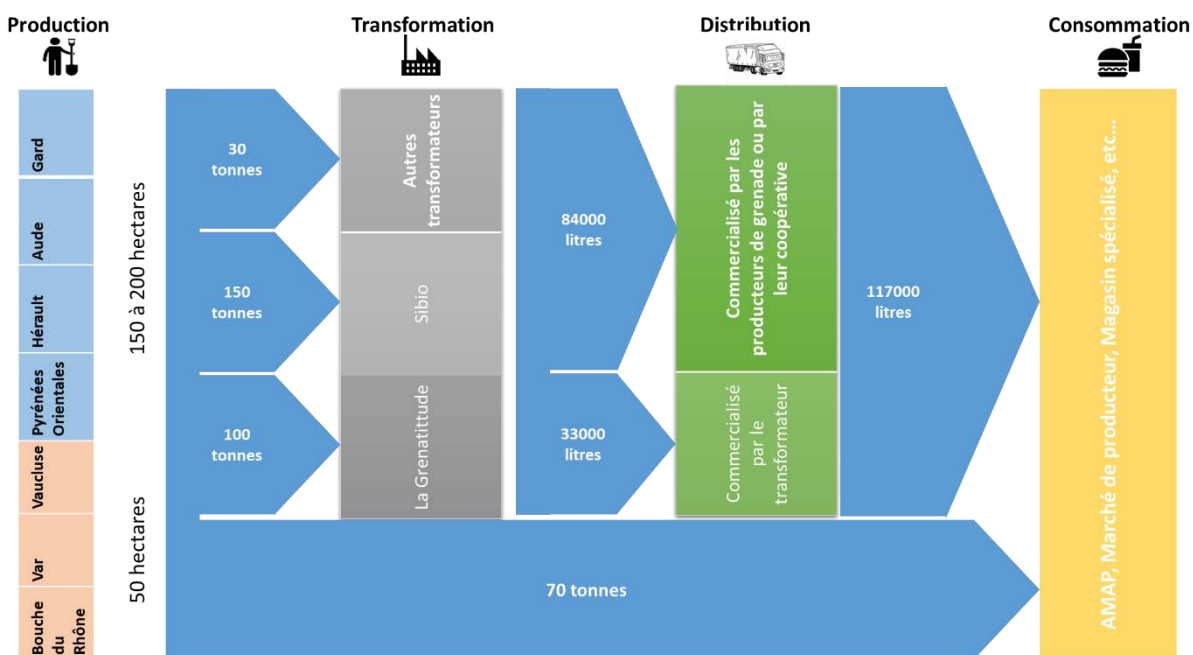 Production
Transformation
Distribution
Consommation
Gard
Aude
Hérault
Pyrénées
Orientales
Vaucluse
Var
Bouche
du
Rhône
150 à 200 hectares
50 hectares
30
tonnes
150
tonnes
100
tonnes
Autres
transformateurs
Sibio
La Grenatittude
84000
litres
33000
litres
Commercialisé par les
producteurs de grenade ou par
leur coopérative
Commercialisé
par le
transformateur
117000
litres
70 tonnes
AMAP, Marché de producteur, Magasin spécialisé, etc...